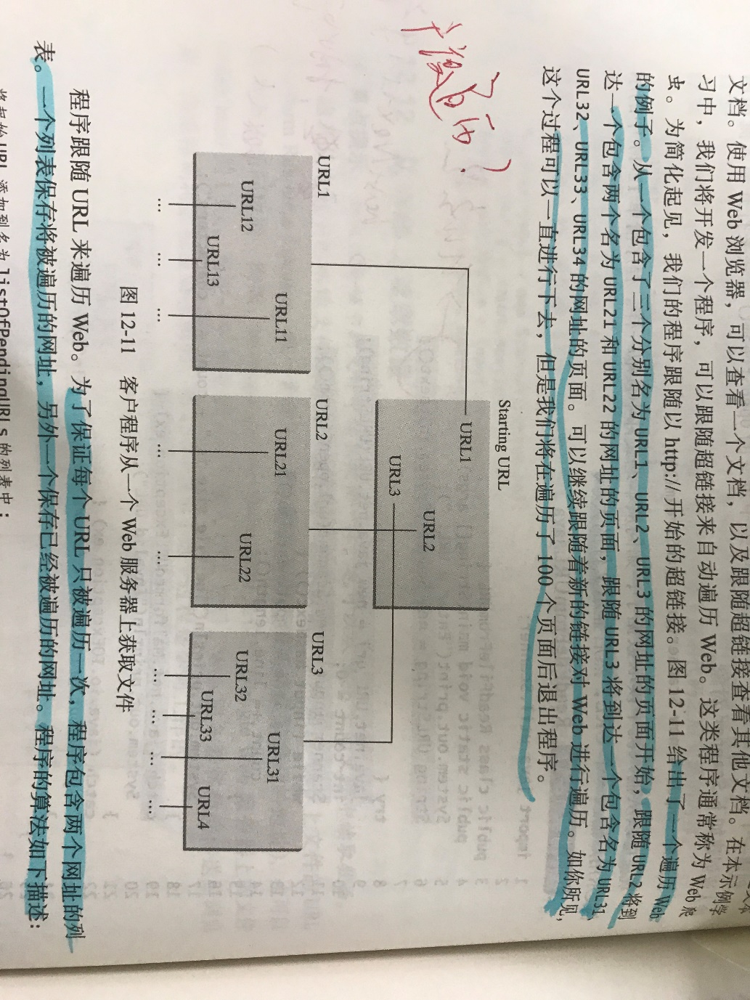 文档。使用 Web 浏览器，可以查看一个文档，以及跟随超链接查看其他文档。在本示例学
习中，我们将开发一个程序，可以跟随超链接来自动遍历 Web。这类程序通常称为 Web 爬
虫。为简化起见，我们的程序跟随以 http:// 开始的超链接。图 12-11 给出了一个遍历 Web
的例子。从一个包含了三个分别名为 URL1、URL2、URL3 的网址的页面开始，跟随 URL2 将到
达一个包含两个名为 URL21 和 URL22 的网址的页面，跟随 URL3 将到达一个包含名为 URL31
URL32、URL33、URL34 的网址的页面。可以继续跟随着新的链接对 Web 进行遍历。如你所见，
这个过程可以一直进行下去，但是我们将在遍历了 100 个页面后退出程序。
Starting URL
URL1
URL2
URL3
URL1
URL11
URL12
URL13
... ... ...
URL2
URL21
URL22
... ...
URL3
URL31
URL32
URL33
URL4
... ... ... ...
图 12-11 客户程序从一个 Web 服务器上获取文件
程序跟随 URL 来遍历 Web。为了保证每个 URL 只被遍历一次，程序包含两个网址的列
表。一个列表保存将被遍历的网址，另外一个保存已经被遍历的网址。程序的算法如下描述：
将起始 URL 添加到名为 listOfPendingURLs 的列表中；